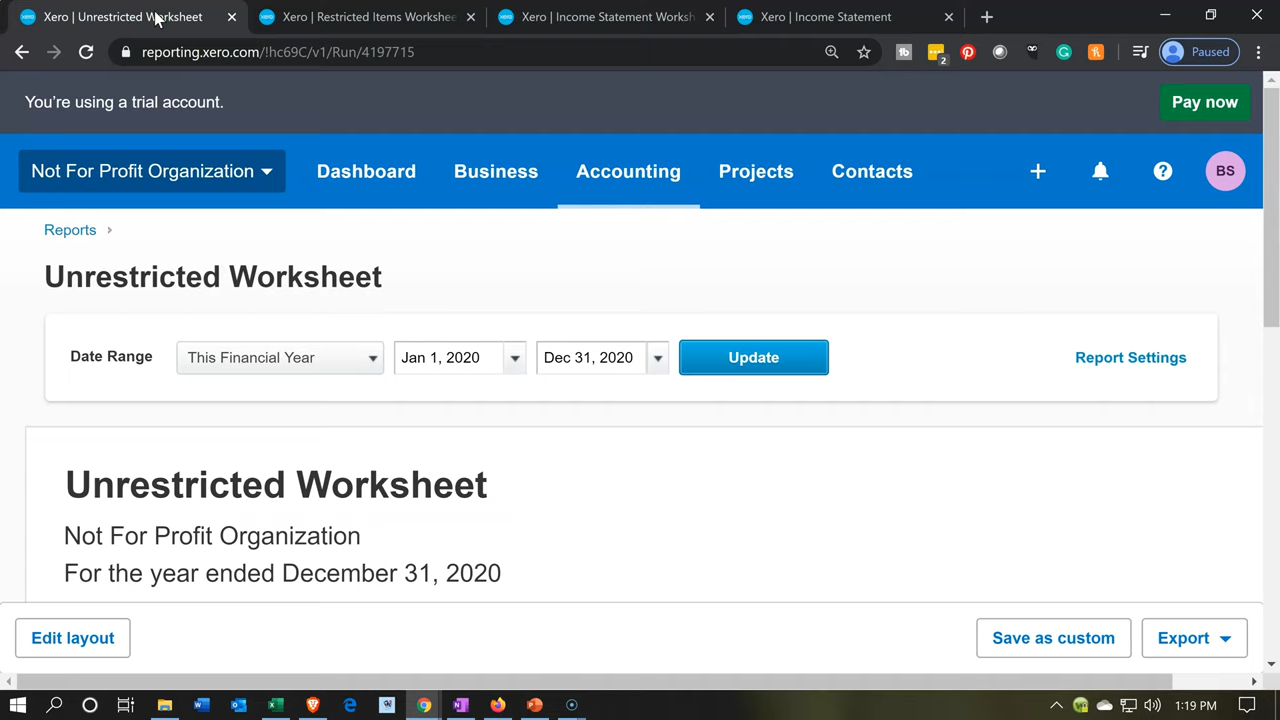 Xero | Unrestricted Worksheet
Xero | Restricted Items Workshee
Xero | Income Statement Worksh
Xero | Income Statement
reporting.xero.com/!hc69C/v1/Run/4197715
2
Paused
You're using a trial account.
Pay now
Not For Profit Organization
Dashboard
Business
Accounting
Projects
Contacts
BS
Reports
Unrestricted Worksheet
Date Range
This Financial Year
Jan 1, 2020
Dec 31, 2020
Update
Report Settings
Unrestricted Worksheet
Not For Profit Organization
For the year ended December 31, 2020
Edit layout
Save as custom
Export
1:19 PM